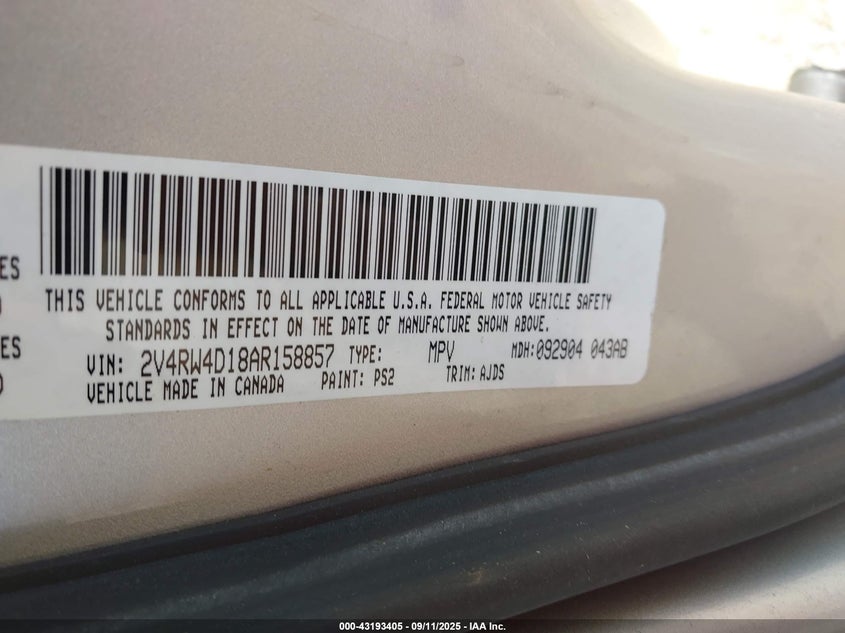 ES
THIS VEHICLE CONFORMS TO ALL APPLICABLE U.S.A. FEDERAL MOTOR VEHICLE SAFETY
STANDARDS IN EFFECT ON THE DATE OF MANUFACTURE SHOWN ABOVE.
ES
VIN: 2V4RW4D18AR158857 TYPE: MPV MDH:092904 043AB
VEHICLE MADE IN CANADA PAINT: PS2 TRIM: AJDS
000-43193405 - 09/11/2025 - IAA Inc.